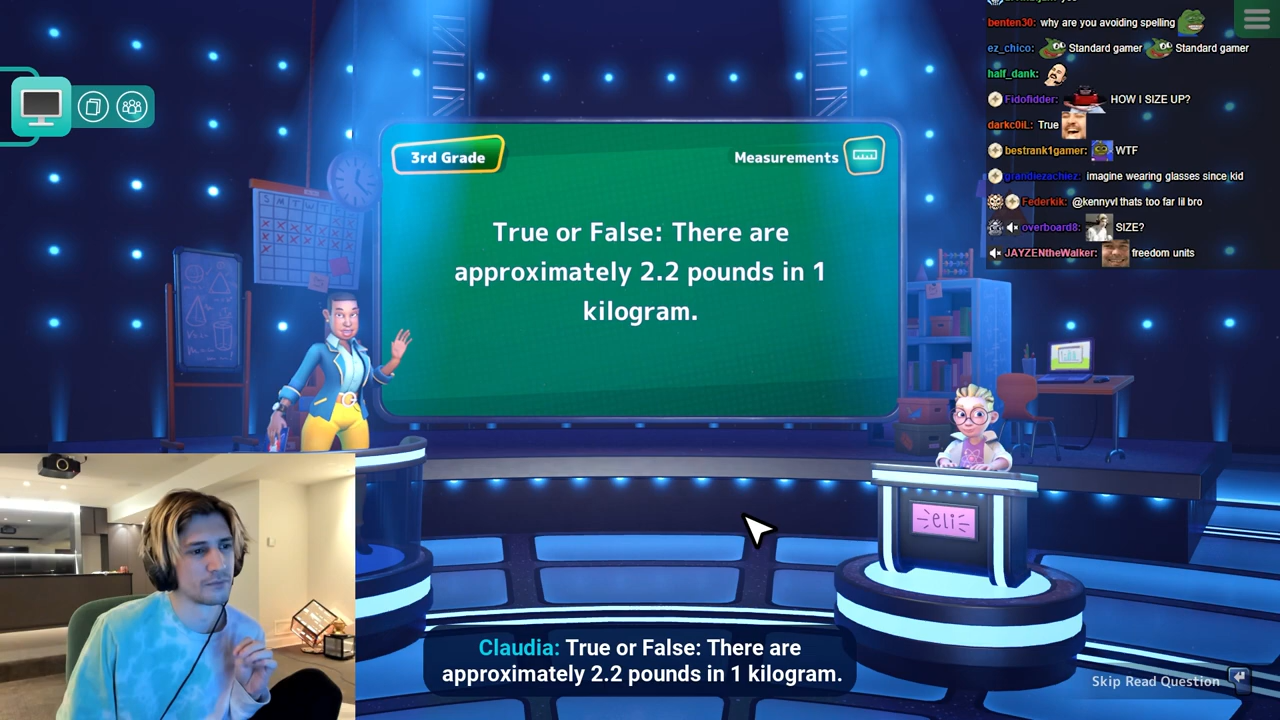 benten30: why are you avoiding spelling
ez_chico: Standard gamer Standard gamer
half_dank:
Fidofidder: HOW I SIZE UP?
darkc0iL: True
bestrank1gamer: WTF
grandiezachiez: imagine wearing glasses since kid
Federkik: @kennyvl thats too far lil bro
overboard8: SIZE?
JAYZENtheWalker: freedom units
3rd Grade
Measurements
True or False: There are
approximately 2.2 pounds in 1
kilogram.
S M T W T F S
eli
Claudia: True or False: There are
approximately 2.2 pounds in 1 kilogram.
Skip Read Question